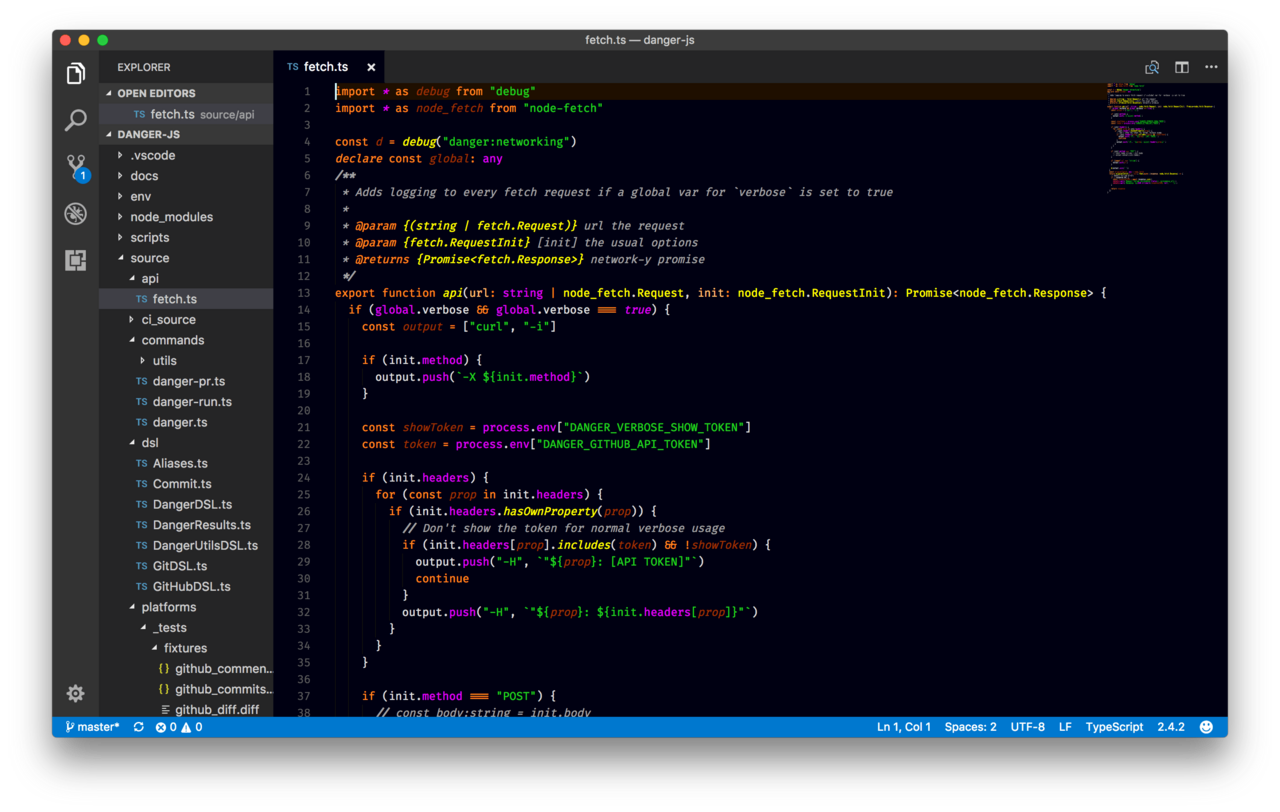 fetch.ts — danger-js
EXPLORER
OPEN EDITORS
TS fetch.ts source/api
DANGER-JS
.vscode
docs
env
node_modules
scripts
source
api
TS fetch.ts
ci_source
commands
utils
TS danger-pr.ts
TS danger-run.ts
TS danger.ts
dsl
TS Aliases.ts
TS Commit.ts
TS DangerDSL.ts
TS DangerResults.ts
TS DangerUtilsDSL.ts
TS GitDSL.ts
TS GitHubDSL.ts
platforms
_tests
fixtures
{} github_commen...
{} github_commits...
github_diff.diff
1
TS fetch.ts ×
1 import * as debug from "debug"
2 import * as node_fetch from "node-fetch"
3
4 const d = debug("danger:networking")
5 declare const global: any
6 /**
7  * Adds logging to every fetch request if a global var for `verbose` is set to true
8  *
9  * @param {(string | fetch.Request)} url the request
10  * @param {fetch.RequestInit} [init] the usual options
11  * @returns {Promise<fetch.Response>} network-y promise
12  */
13 export function api(url: string | node_fetch.Request, init: node_fetch.RequestInit): Promise<node_fetch.Response> {
14   if (global.verbose && global.verbose === true) {
15     const output = ["curl", "-i"]
16
17     if (init.method) {
18       output.push(`-X ${init.method}`)
19     }
20
21     const showToken = process.env["DANGER_VERBOSE_SHOW_TOKEN"]
22     const token = process.env["DANGER_GITHUB_API_TOKEN"]
23
24     if (init.headers) {
25       for (const prop in init.headers) {
26         if (init.headers.hasOwnProperty(prop)) {
27           // Don't show the token for normal verbose usage
28           if (init.headers[prop].includes(token) && !showToken) {
29             output.push("-H", `"${prop}: [API TOKEN]"`)
30             continue
31           }
32           output.push("-H", `"${prop}: ${init.headers[prop]}"`)
33         }
34       }
35     }
36
37     if (init.method === "POST") {
38       // const body:string = init.body
master* 0 0
Ln 1, Col 1 Spaces: 2 UTF-8 LF TypeScript 2.4.2